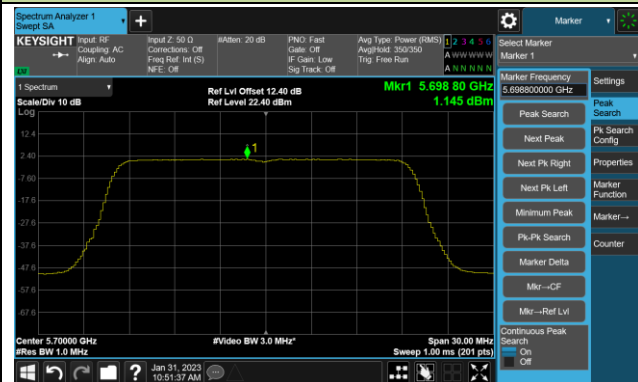 Spectrum Analyzer 1
Swept SA
Marker
KEYSIGHT
Input: RF
Coupling: AC
Align: Auto
Input Z: 50 Ω
Corrections: Off
Freq Ref: Int (S)
NFE: Off
#Atten: 20 dB
PNO: Fast
Gate: Off
IF Gain: Low
Sig Track: Off
Avg Type: Power (RMS)
Avg|Hold: 350/350
Trig: Free Run
1 2 3 4 5 6
A W W W W W
A N N N N N
LXI
1 Spectrum
Scale/Div 10 dB
Log
Ref Lvl Offset 12.40 dB
Ref Level 22.40 dBm
Mkr1 5.698 80 GHz
1.145 dBm
12.4
2.40
-7.60
-17.6
-27.6
-37.6
-47.6
-57.6
-67.6
1
Center 5.70000 GHz
#Res BW 1.0 MHz
#Video BW 3.0 MHz*
Span 30.00 MHz
Sweep 1.00 ms (201 pts)
Select Marker
Marker 1
Marker Frequency
5.698800000 GHz
Peak Search
Next Peak
Next Pk Right
Next Pk Left
Minimum Peak
Pk-Pk Search
Marker Delta
Mkr→CF
Mkr→Ref Lvl
Continuous Peak
Search
On
Off
Settings
Peak
Search
Pk Search
Config
Properties
Marker
Function
Marker→
Counter
Jan 31, 2023
10:51:37 AM